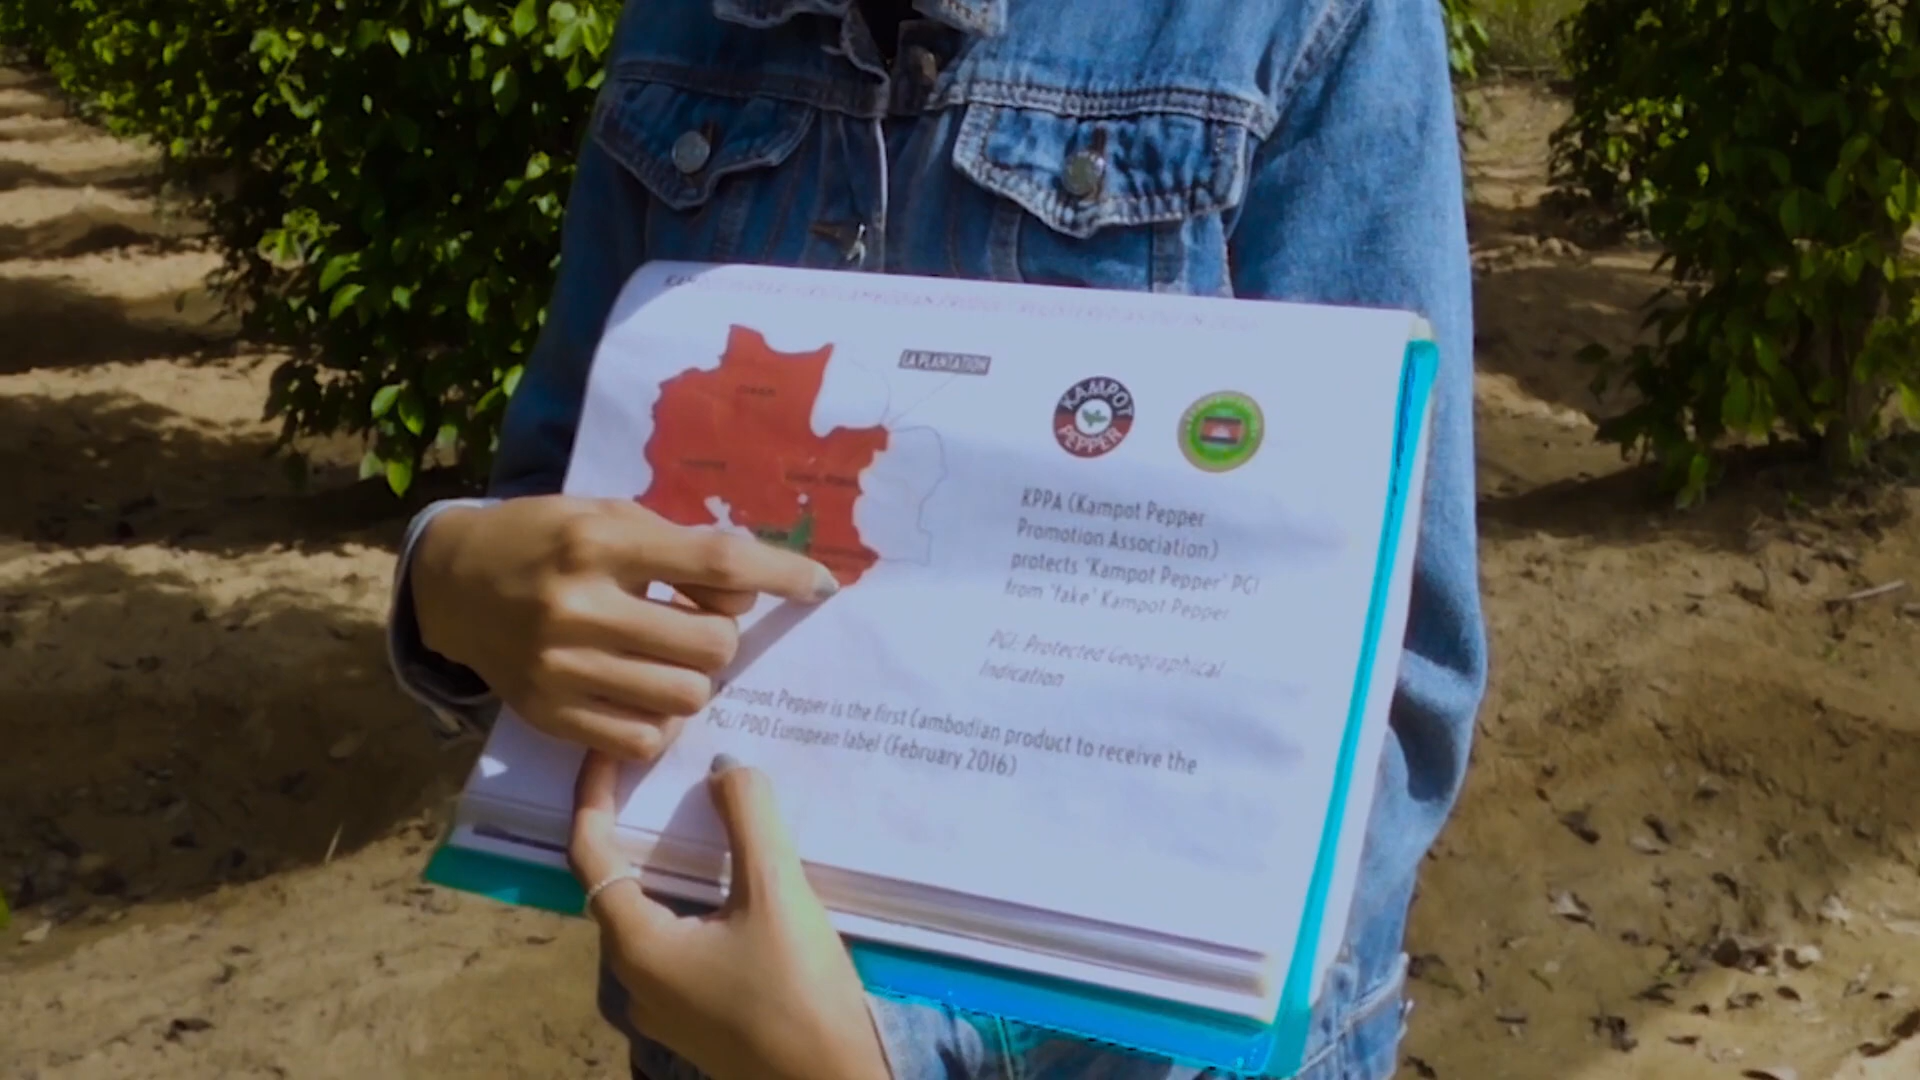 LA PLANTATION
KAMPOT
PEPPER
KPPA (Kampot Pepper
Promotion Association)
protects "Kampot Pepper" PGI
from "fake" Kampot Pepper
PGI: Protected Geographical
Indication
Kampot Pepper is the first Cambodian product to receive the
PGI/PDO European label (February 2016)